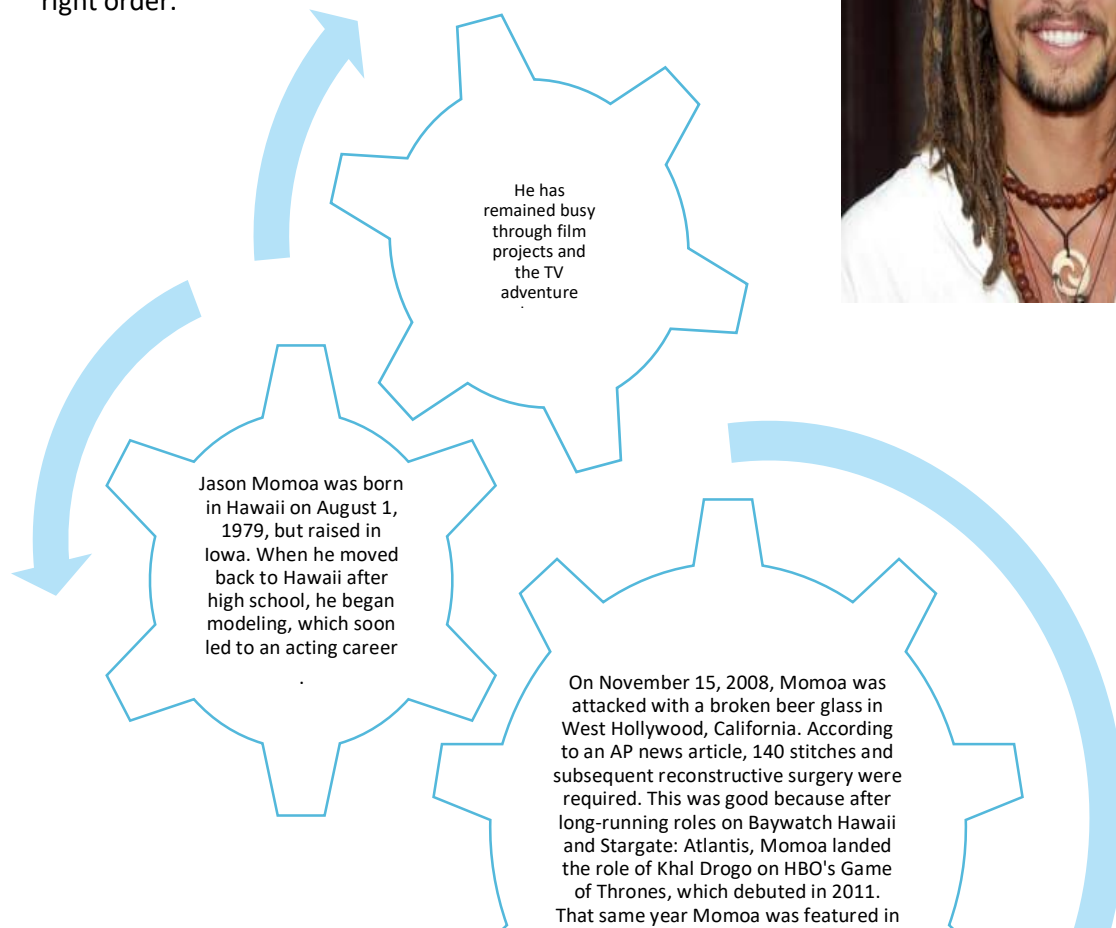 right order.
He has
remained busy
through film
projects and
the TV
adventure
Jason Momoa was born
in Hawaii on August 1,
1979, but raised in
Iowa. When he moved
back to Hawaii after
high school, he began
modeling, which soon
led to an acting career
.
On November 15, 2008, Momoa was
attacked with a broken beer glass in
West Hollywood, California. According
to an AP news article, 140 stitches and
subsequent reconstructive surgery were
required. This was good because after
long-running roles on Baywatch Hawaii
and Stargate: Atlantis, Momoa landed
the role of Khal Drogo on HBO's Game
of Thrones, which debuted in 2011.
That same year Momoa was featured in